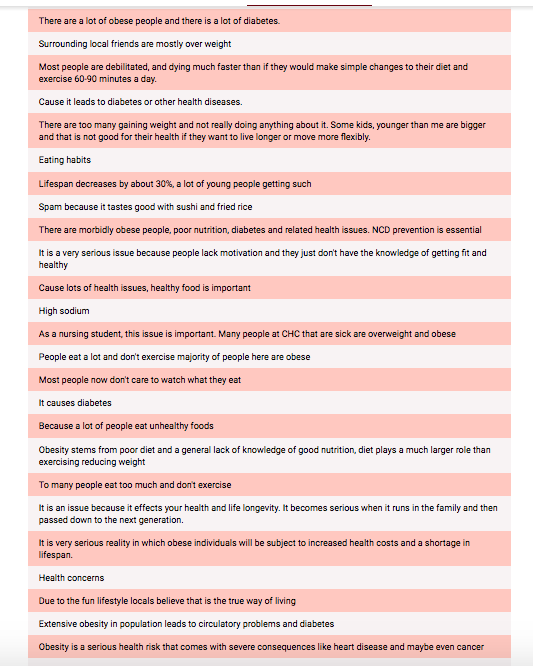 There are a lot of obese people and there is a lot of diabetes.
Surrounding local friends are mostly over weight
Most people are debilitated, and dying much faster than if they would make simple changes to their diet and
exercise 60-90 minutes a day.
Cause it leads to diabetes or other health diseases.
There are too many gaining weight and not really doing anything about it. Some kids, younger than me are bigger
and that is not good for their health if they want to live longer or move more flexibly.
Eating habits
Lifespan decreases by about 30%, a lot of young people getting such
Spam because it tastes good with sushi and fried rice
There are morbidly obese people, poor nutrition, diabetes and related health issues. NCD prevention is essential
It is a very serious issue because people lack motivation and they just don't have the knowledge of getting fit and
healthy
Cause lots of health issues, healthy food is important
High sodium
As a nursing student, this issue is important. Many people at CHC that are sick are overweight and obese
People eat a lot and don't exercise majority of people here are obese
Most people now don't care to watch what they eat
It causes diabetes
Because a lot of people eat unhealthy foods
Obesity stems from poor diet and a general lack of knowledge of good nutrition, diet plays a much larger role than
exercising reducing weight
To many people eat too much and don't exercise
It is an issue because it effects your health and life longevity. It becomes serious when it runs in the family and then
passed down to the next generation.
It is very serious reality in which obese individuals will be subject to increased health costs and a shortage in
lifespan.
Health concerns
Due to the fun lifestyle locals believe that is the true way of living
Extensive obesity in population leads to circulatory problems and diabetes
Obesity is a serious health risk that comes with severe consequences like heart disease and maybe even cancer